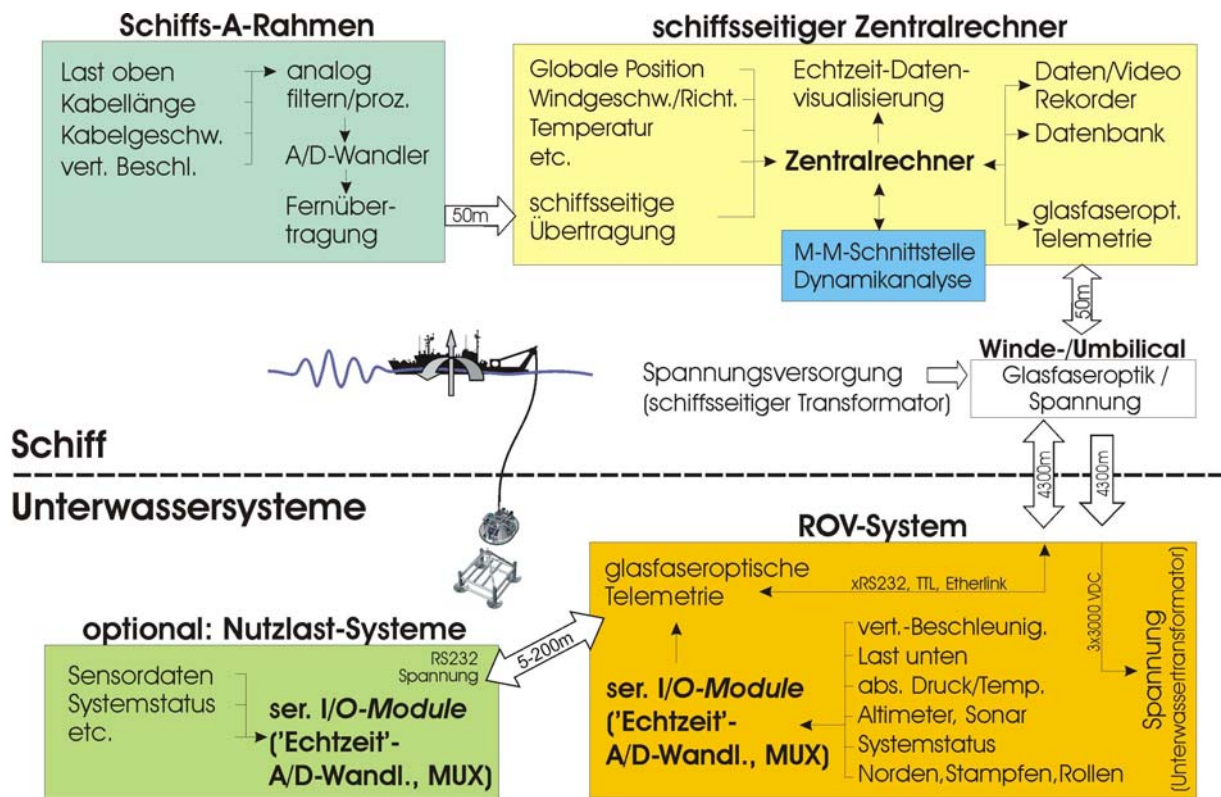 Schiffs-A-Rahmen
Last oben
Kabellänge
Kabelgeschw.
vert. Beschl.
analog
filtern/proz.
A/D-Wandler
Fernüber-
tragung
50m
schiffsseitiger Zentralrechner
Globale Position
Windgeschw./Richt.
Temperatur
etc.
schiffsseitige
Übertragung
Echtzeit-Daten-
visualisierung
Zentralrechner
M-M-Schnittstelle
Dynamikanalyse
Daten/Video
Rekorder
Datenbank
glasfaseropt.
Telemetrie
50m
Winde-/Umbilical
Glasfaseroptik /
Spannung
Spannungsversorgung
(schiffsseitiger Transformator)
Schiff
4300m
4300m
Unterwassersysteme
ROV-System
glasfaseroptische
Telemetrie
xRS232, TTL, Etherlink
3x3000 VDC
Spannung
(Unterwassertransformator)
vert.-Beschleunig.
Last unten
abs. Druck/Temp.
Altimeter, Sonar
Systemstatus
Norden,Stampfen,Rollen
ser. I/O-Module
('Echtzeit'-
A/D-Wandl., MUX)
5-200m
optional: Nutzlast-Systeme
RS232
Spannung
Sensordaten
Systemstatus
etc.
ser. I/O-Module
('Echtzeit'-
A/D-Wandl., MUX)